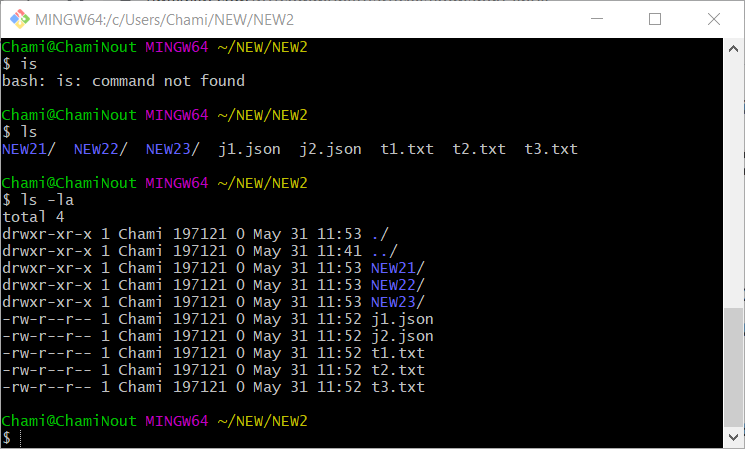 MINGW64:/c/Users/Chami/NEW/NEW2
Chami@ChamiNout MINGW64 ~/NEW/NEW2
$ is
bash: is: command not found
Chami@ChamiNout MINGW64 ~/NEW/NEW2
$ ls
NEW21/  NEW22/  NEW23/  j1.json  j2.json  t1.txt  t2.txt  t3.txt
Chami@ChamiNout MINGW64 ~/NEW/NEW2
$ ls -la
total 4
drwxr-xr-x 1 Chami 197121 0 May 31 11:53 ./
drwxr-xr-x 1 Chami 197121 0 May 31 11:41 ../
drwxr-xr-x 1 Chami 197121 0 May 31 11:53 NEW21/
drwxr-xr-x 1 Chami 197121 0 May 31 11:53 NEW22/
drwxr-xr-x 1 Chami 197121 0 May 31 11:53 NEW23/
-rw-r--r-- 1 Chami 197121 0 May 31 11:52 j1.json
-rw-r--r-- 1 Chami 197121 0 May 31 11:52 j2.json
-rw-r--r-- 1 Chami 197121 0 May 31 11:52 t1.txt
-rw-r--r-- 1 Chami 197121 0 May 31 11:52 t2.txt
-rw-r--r-- 1 Chami 197121 0 May 31 11:52 t3.txt
Chami@ChamiNout MINGW64 ~/NEW/NEW2
$